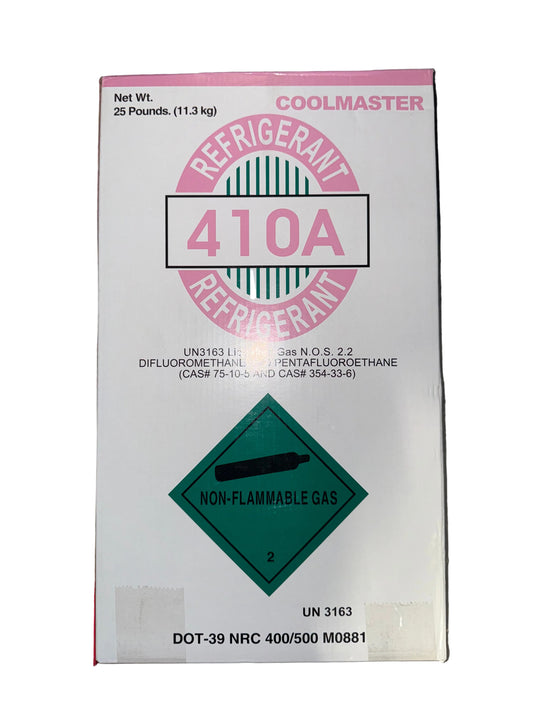 Net Wt.
25 Pounds. (11.3 kg)
COOLMASTER
REFRIGERANT
410A
REFRIGERANT
UN3163 Gas N.O.S. 2.2
DIFLUOROMETHANE PENTAFLUOROETHANE
(CAS# 75-10-5 AND CAS# 354-33-6)
NON-FLAMMABLE GAS
2
UN 3163
DOT-39 NRC 400/500 M0881